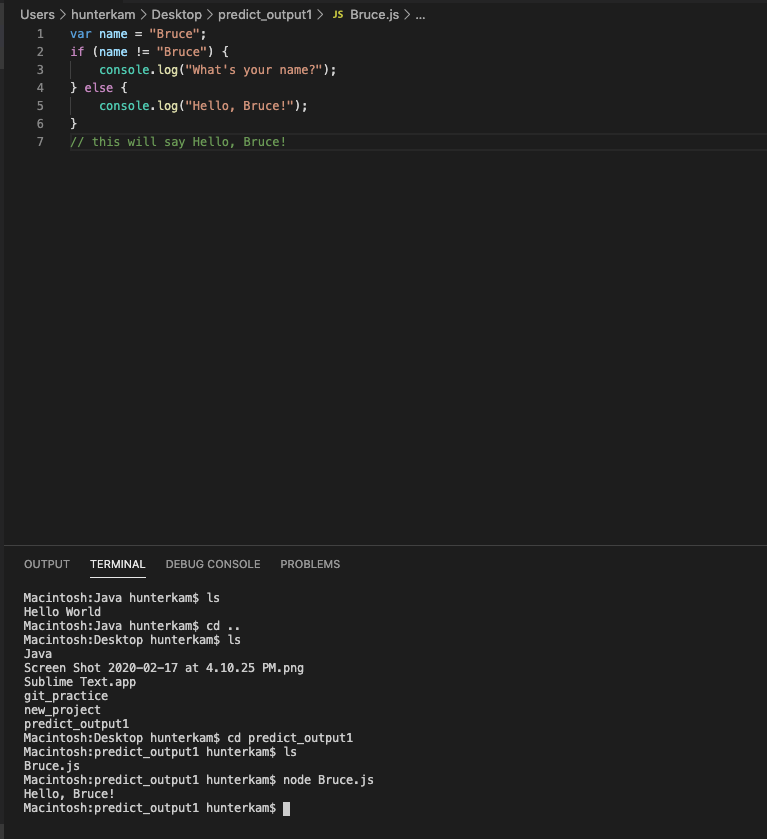 Users > hunterkam > Desktop > predict_output1 > JS Bruce.js > ...
1 var name = "Bruce";
2 if (name != "Bruce") {
3 console.log("What's your name?");
4 } else {
5 console.log("Hello, Bruce!");
6 }
7 // this will say Hello, Bruce!
OUTPUT TERMINAL DEBUG CONSOLE PROBLEMS
Macintosh:Java hunterkam$ ls
Hello World
Macintosh:Java hunterkam$ cd ..
Macintosh:Desktop hunterkam$ ls
Java
Screen Shot 2020-02-17 at 4.10.25 PM.png
Sublime Text.app
git_practice
new_project
predict_output1
Macintosh:Desktop hunterkam$ cd predict_output1
Macintosh:predict_output1 hunterkam$ ls
Bruce.js
Macintosh:predict_output1 hunterkam$ node Bruce.js
Hello, Bruce!
Macintosh:predict_output1 hunterkam$